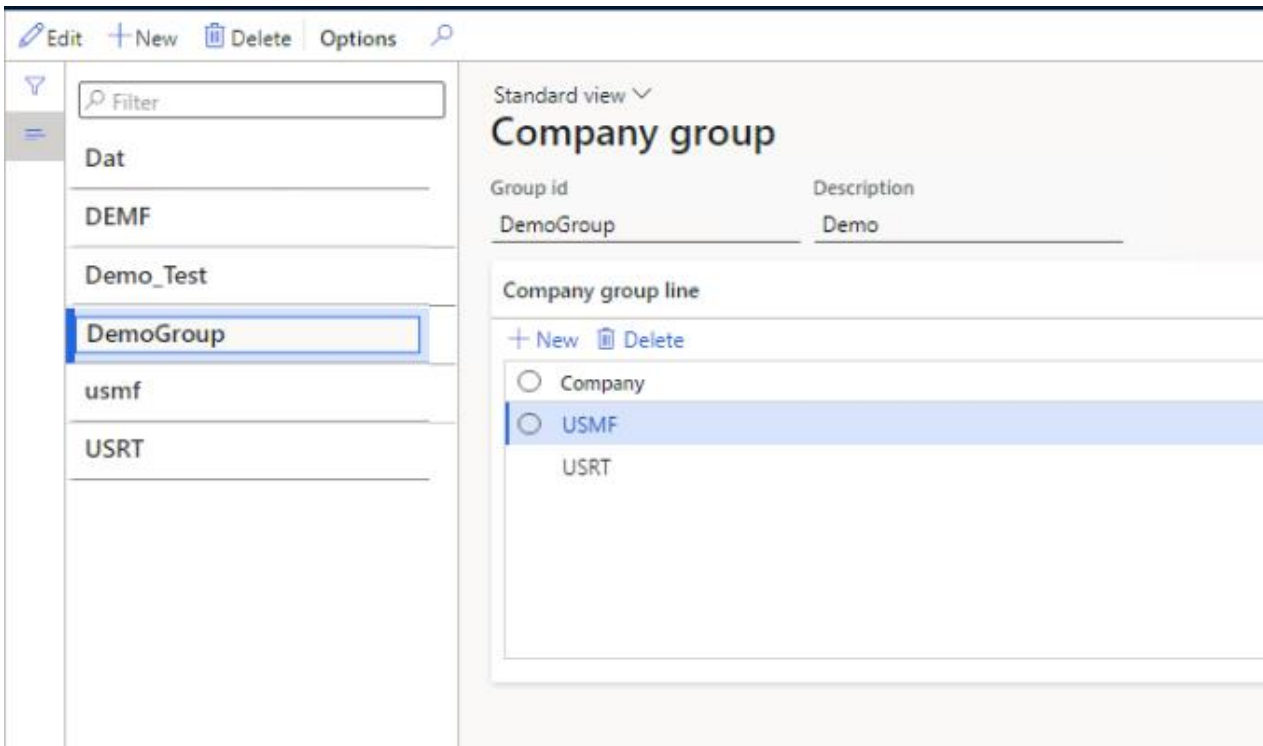 Edit New Delete Options
Filter
Dat
DEMF
Demo_Test
DemoGroup
usmf
USRT
Standard view
Company group
Group id Description
DemoGroup Demo
Company group line
New Delete
Company
USMF
USRT